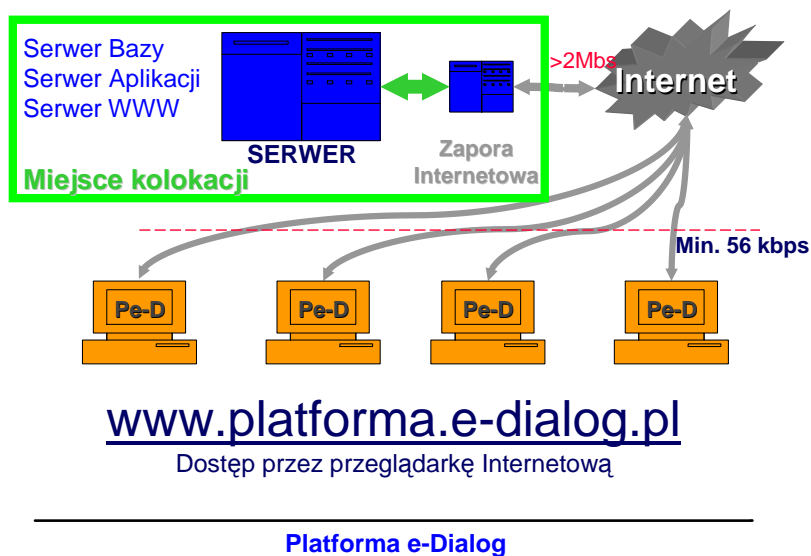 Serwer Bazy
Serwer Aplikacji
Serwer WWW
SERWER
Miejsce kolokacji
Zapora
Internetowa
>2Mbs
Internet
Min. 56 kbps
Pe-D
Pe-D
Pe-D
Pe-D
www.platforma.e-dialog.pl
Dostęp przez przeglądarkę Internetową
Platforma e-Dialog